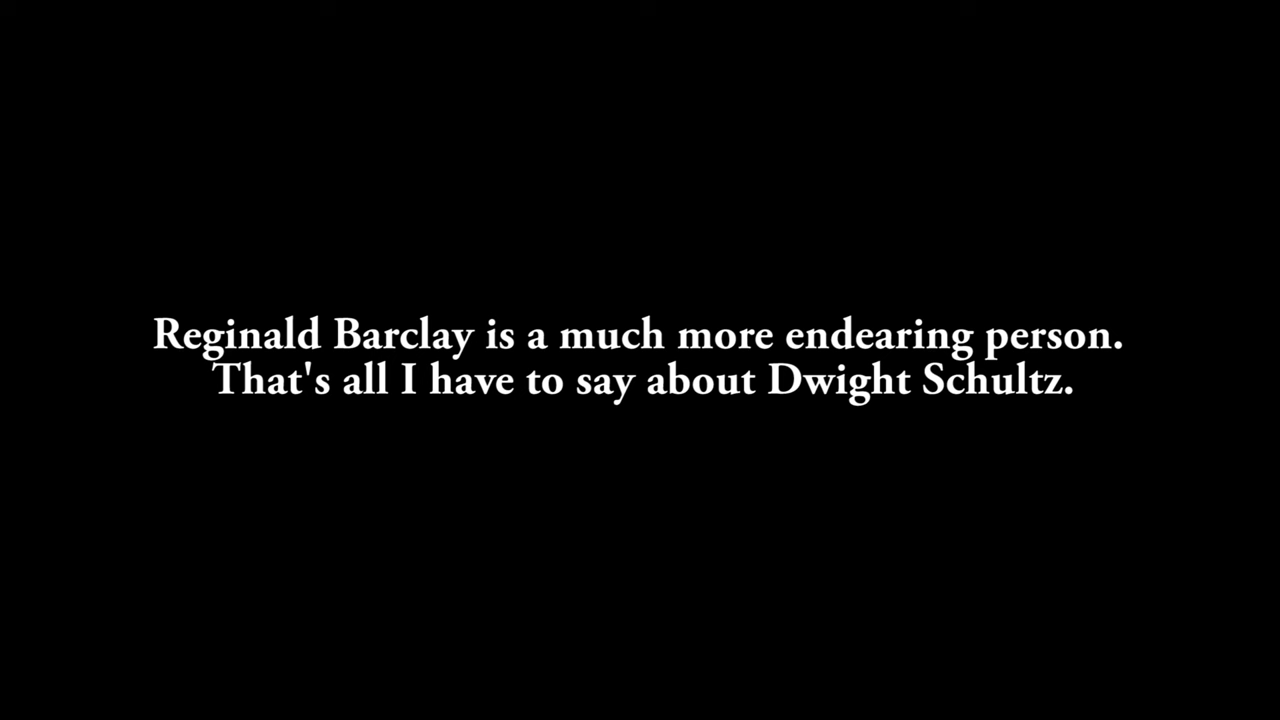 Reginald Barclay is a much more endearing person.
That's all I have to say about Dwight Schultz.